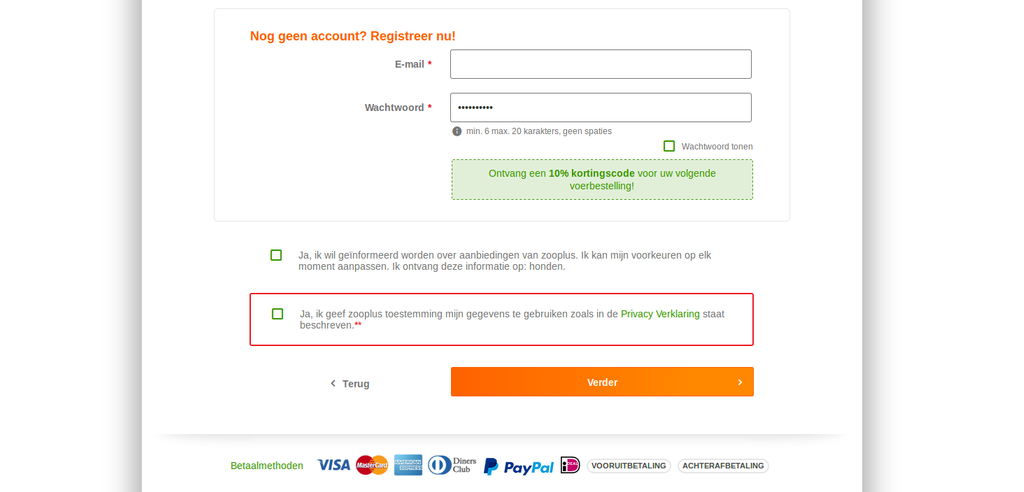 Nog geen account? Registreer nu!
E-mail *
Wachtwoord *
••••••••••
min. 6 max. 20 karakters, geen spaties
Wachtwoord tonen
Ontvang een 10% kortingscode voor uw volgende
voerbestelling!
Ja, ik wil geïnformeerd worden over aanbiedingen van zooplus. Ik kan mijn voorkeuren op elk
moment aanpassen. Ik ontvang deze informatie op: honden.
Ja, ik geef zooplus toestemming mijn gegevens te gebruiken zoals in de Privacy Verklaring staat
beschreven.**
Terug
Verder
Betaalmethoden
VISA
MasterCard
AMERICAN
EXPRESS
Diners
Club
PayPal
iDEAL
VOORUITBETALING
ACHTERAFBETALING